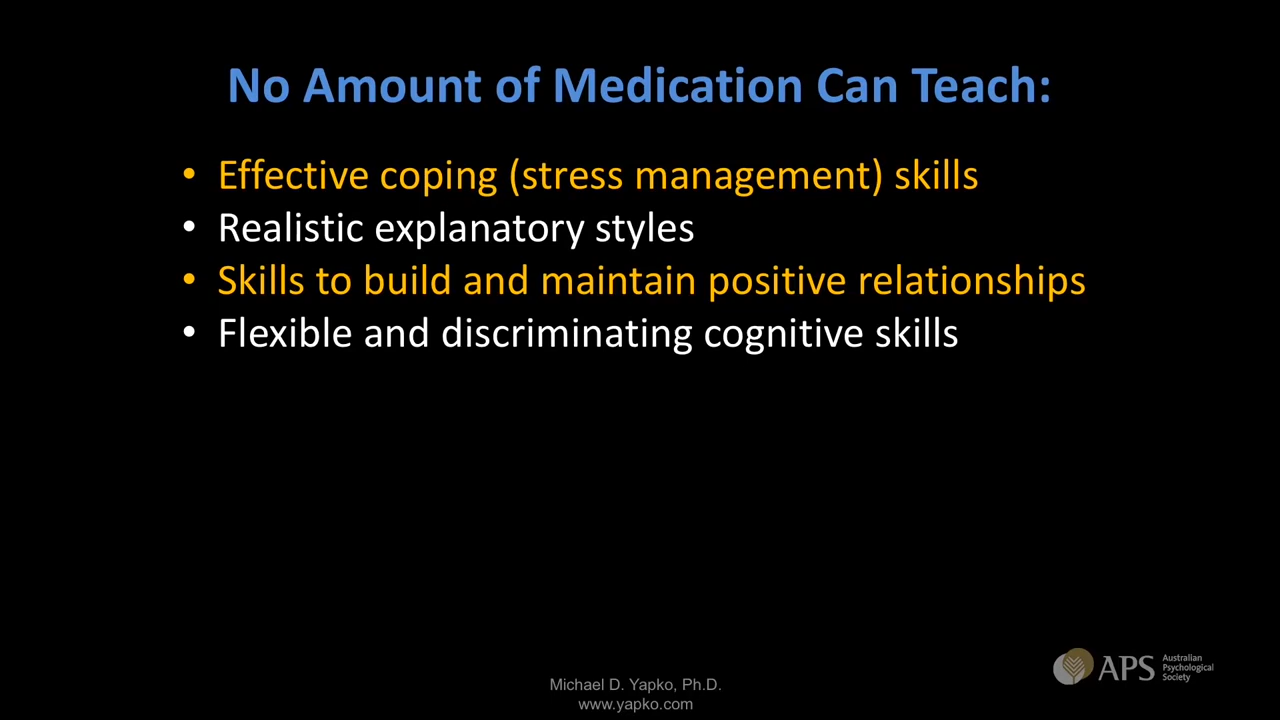 No Amount of Medication Can Teach:
• Effective coping (stress management) skills
• Realistic explanatory styles
• Skills to build and maintain positive relationships
• Flexible and discriminating cognitive skills
APS
Australian
Psychological
Society
Michael D. Yapko, Ph.D.
www.yapko.com